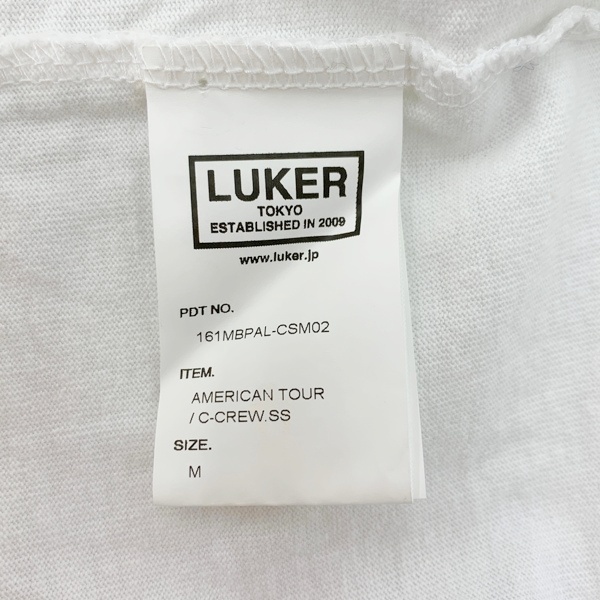 LUKER
TOKYO
ESTABLISHED IN 2009
www.luker.jp
PDT NO.
161MBPAL-CSM02
ITEM.
AMERICAN TOUR
/ C-CREW.SS
SIZE.
M